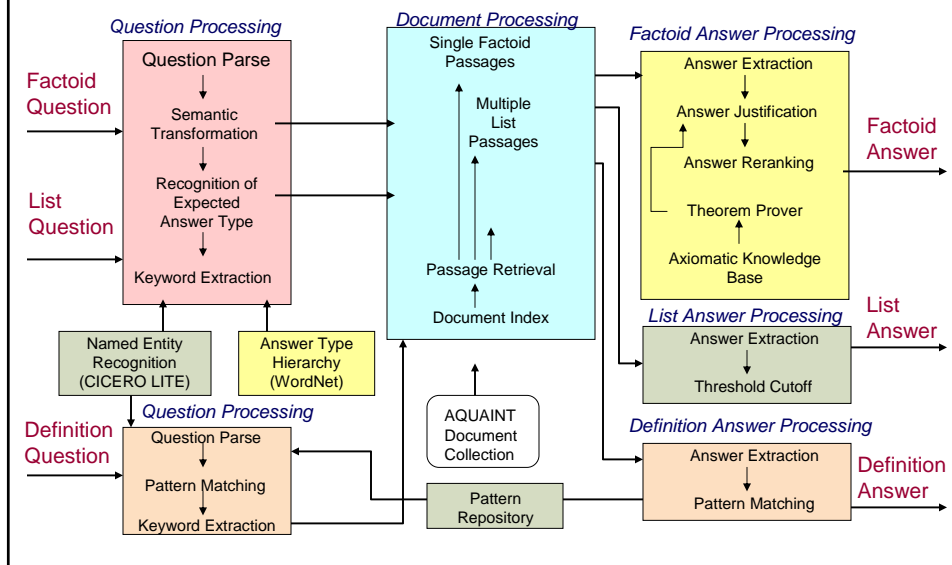 Question Processing
Document Processing
Factoid Answer Processing
Factoid
Question
List
Question
Question Parse
Semantic
Transformation
Recognition of
Expected
Answer Type
Keyword Extraction
Single Factoid
Passages
Multiple
List
Passages
Passage Retrieval
Document Index
Answer Extraction
Answer Justification
Answer Reranking
Theorem Prover
Axiomatic Knowledge
Base
Factoid
Answer
Named Entity
Recognition
(CICERO LITE)
Answer Type
Hierarchy
(WordNet)
List Answer Processing
Answer Extraction
Threshold Cutoff
List
Answer
Question Processing
Definition
Question
Question Parse
Pattern Matching
Keyword Extraction
AQUAINT
Document
Collection
Pattern
Repository
Definition Answer Processing
Answer Extraction
Pattern Matching
Definition
Answer